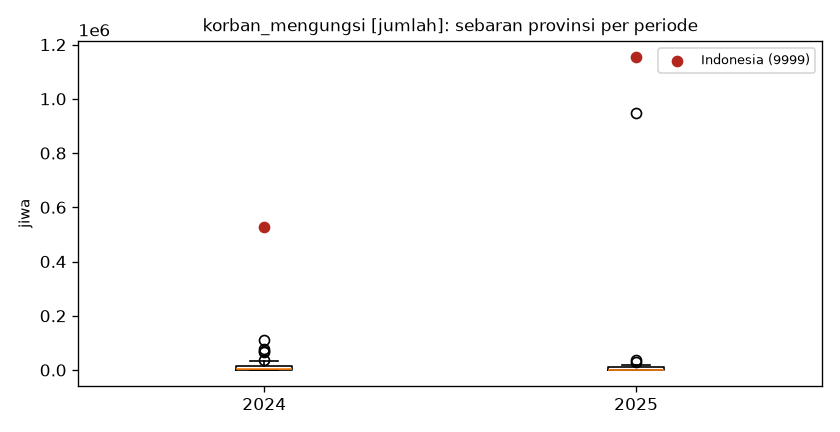 korban_mengungsi [jumlah]: sebaran provinsi per periode
1e6
1.2
1.0
0.8
0.6
0.4
0.2
0.0
jiwa
Indonesia (9999)
2024
2025